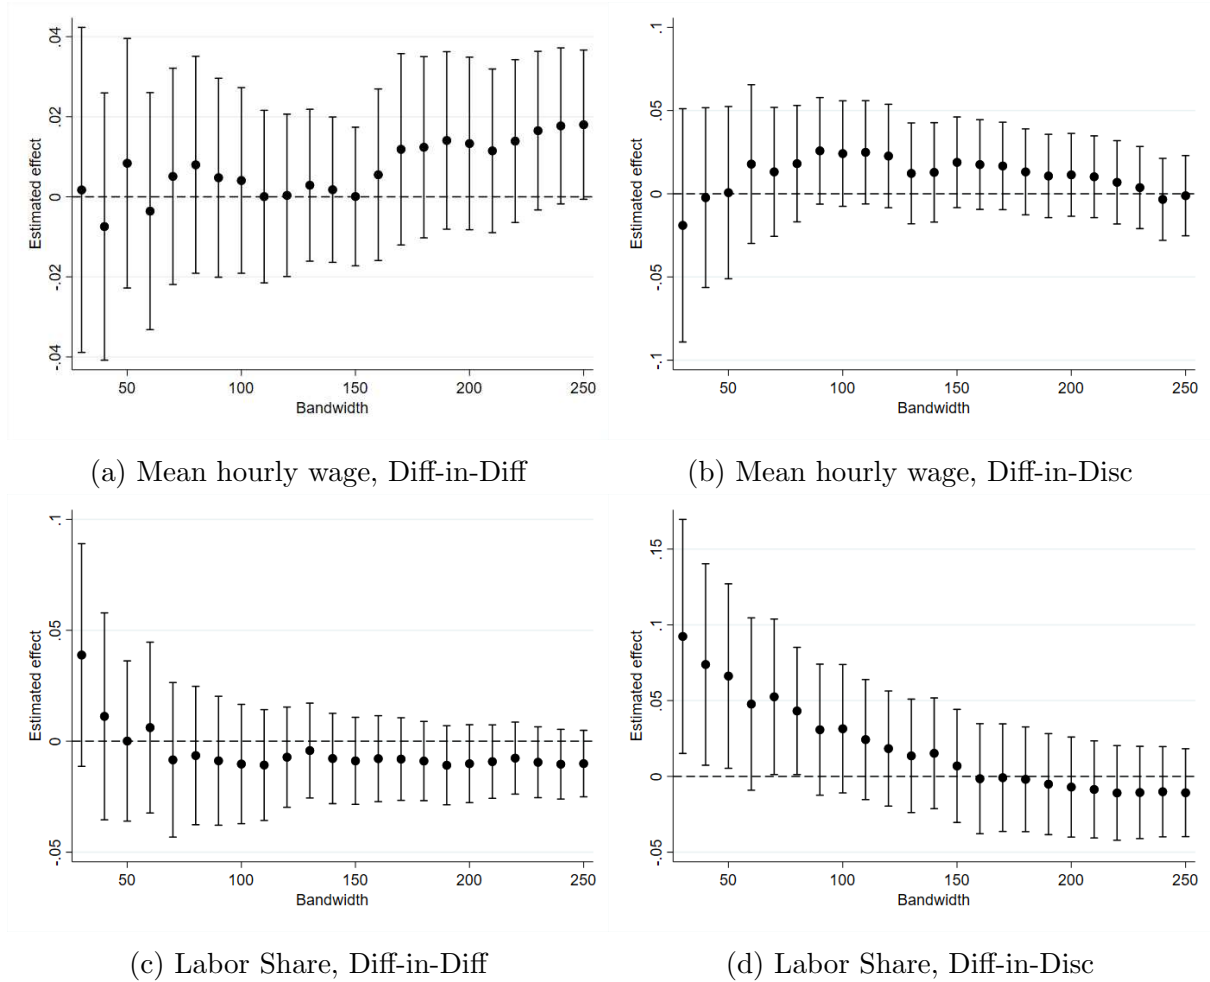 .04
.02
0
-.02
-.04
Estimated effect
50 100 150 200 250
Bandwidth
(a) Mean hourly wage, Diff-in-Diff
.1
.05
0
-.05
-.1
Estimated effect
50 100 150 200 250
Bandwidth
(b) Mean hourly wage, Diff-in-Disc
.1
.05
0
-.05
Estimated effect
50 100 150 200 250
Bandwidth
(c) Labor Share, Diff-in-Diff
.15
.1
.05
0
-.05
Estimated effect
50 100 150 200 250
Bandwidth
(d) Labor Share, Diff-in-Disc